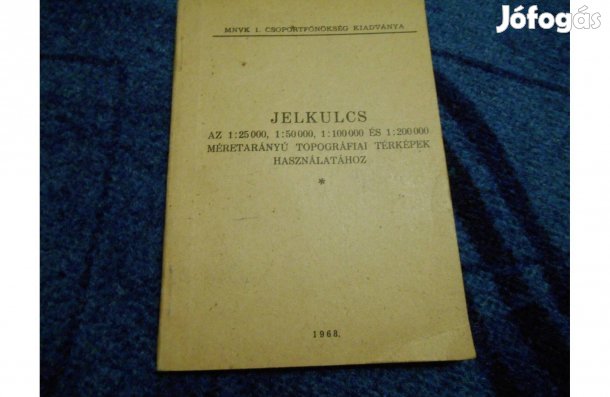 Jófogás
MNVK 1. CSOPORTFŐNÖKSÉG KIADVÁNYA
JELKULCS
AZ 1:25 000, 1:50 000, 1:100 000 ÉS 1:200 000
MÉRETARÁNYÚ TOPOGRÁFIAI TÉRKÉPEK
HASZNÁLATÁHOZ
*
1968.